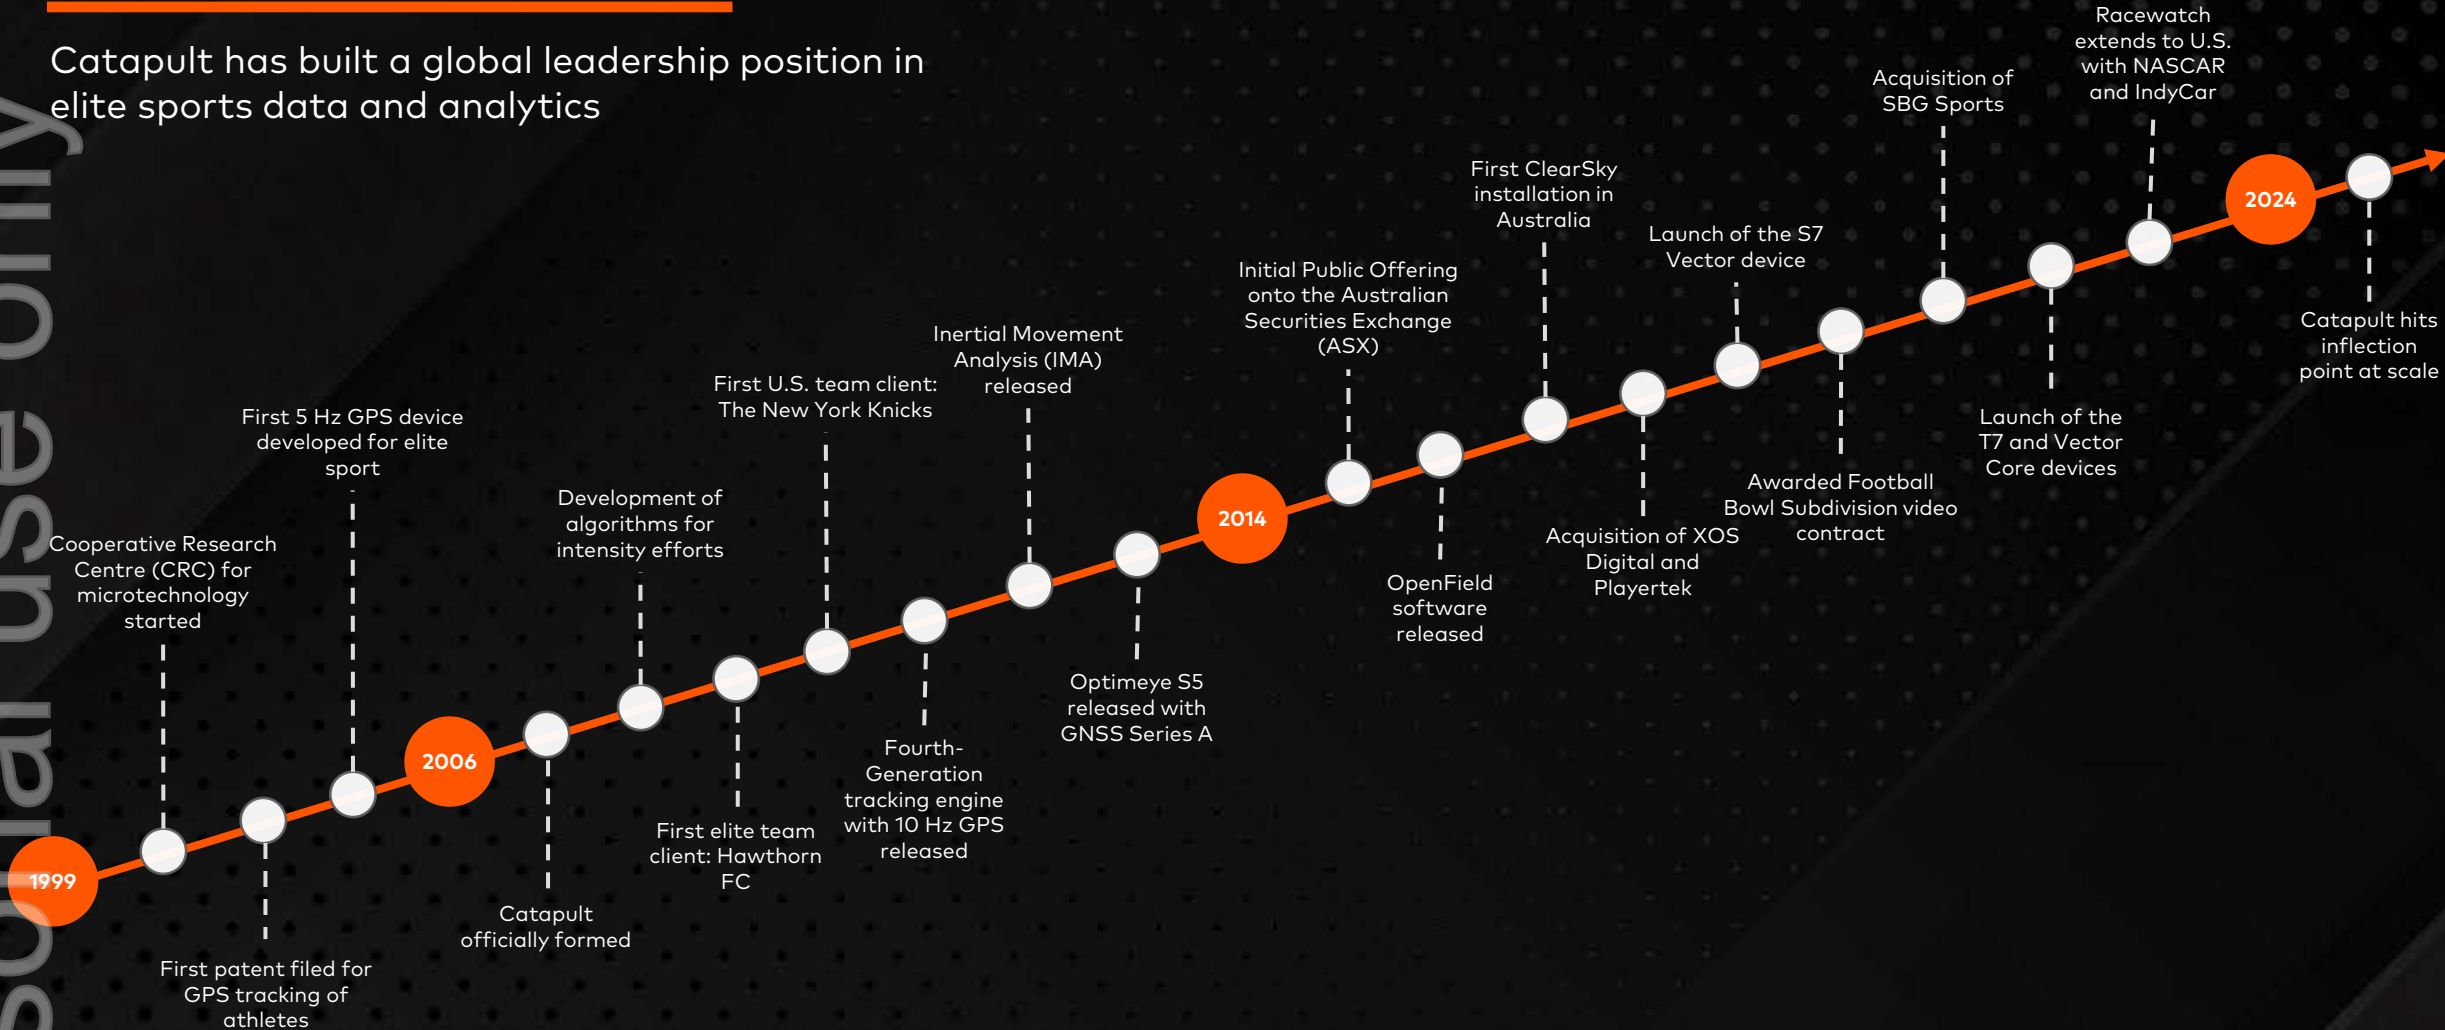 Catapult has built a global leadership position in
elite sports data and analytics
1999
Cooperative Research
Centre (CRC) for
microtechnology
started
First patent filed for
GPS tracking of
athletes
First 5 Hz GPS device
developed for elite
sport
2006
Catapult
officially formed
Development of
algorithms for
intensity efforts
First elite team
client: Hawthorn
FC
First U.S. team client:
The New York Knicks
Fourth-
Generation
tracking engine
with 10 Hz GPS
released
Inertial Movement
Analysis (IMA)
released
Optimeye S5
released with
GNSS Series A
2014
Initial Public Offering
onto the Australian
Securities Exchange
(ASX)
OpenField
software
released
First ClearSky
installation in
Australia
Acquisition of XOS
Digital and
Playertek
Launch of the S7
Vector device
Awarded Football
Bowl Subdivision video
contract
Acquisition of
SBG Sports
Launch of the
T7 and Vector
Core devices
Racewatch
extends to U.S.
with NASCAR
and IndyCar
2024
Catapult hits
inflection
point at scale
sonal use only